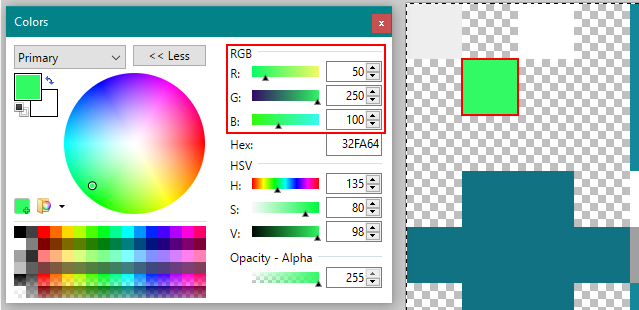 Colors
x
Primary
<< Less
RGB
R: 50
G: 250
B: 100
Hex: 32FA64
HSV
H: 135
S: 80
V: 98
Opacity - Alpha
255